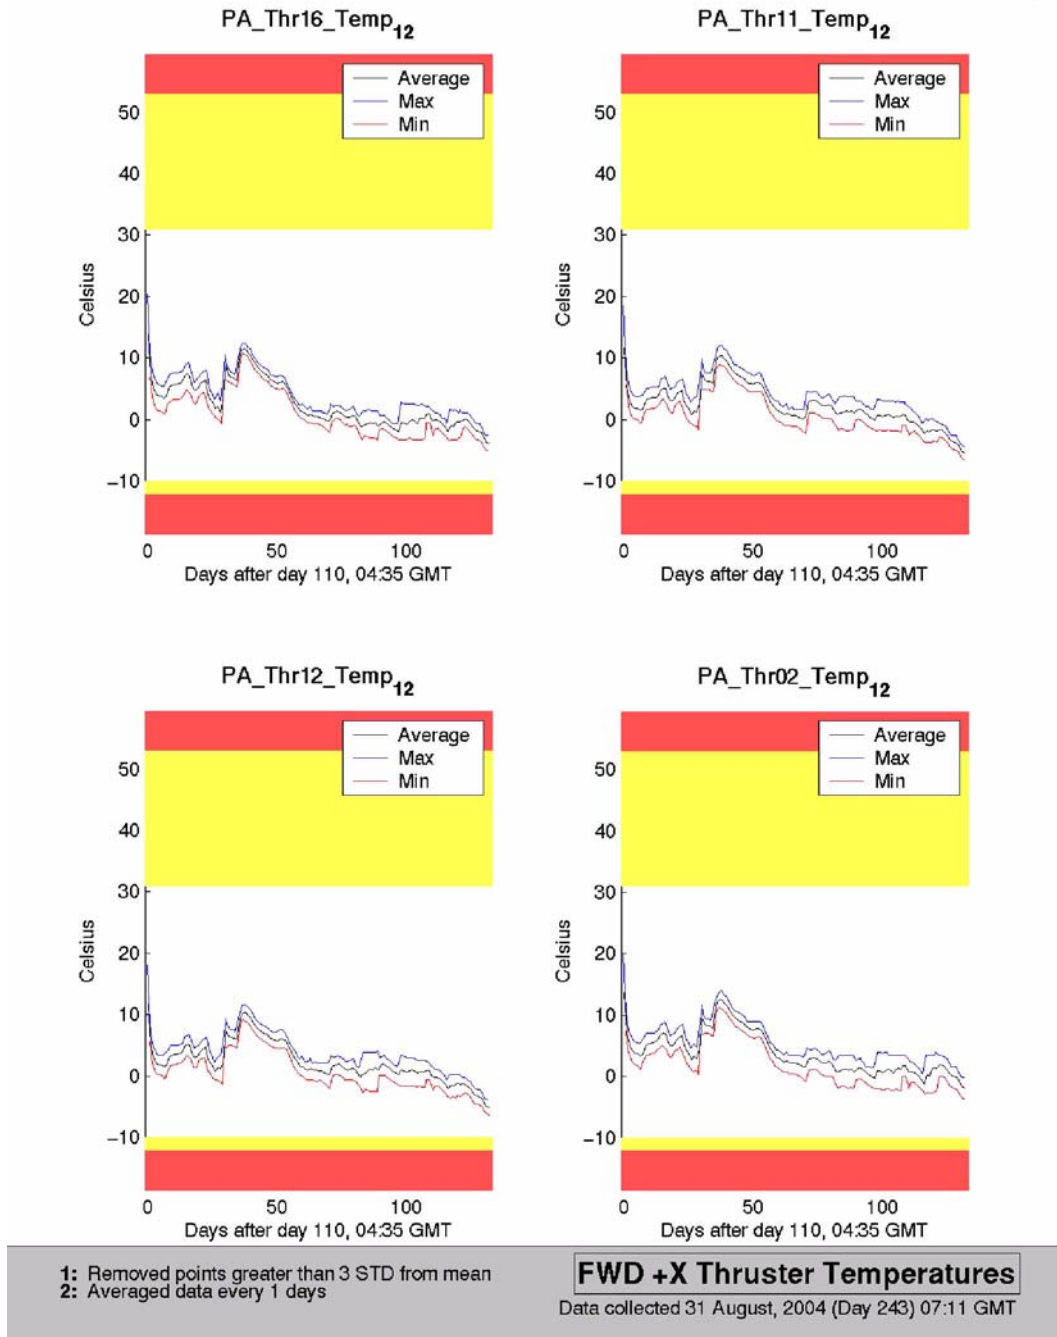 PA_Thr16_Temp12
Average
Max
Min
50
40
30
20
10
0
−10
Celsius
0 50 100
Days after day 110, 04:35 GMT
PA_Thr11_Temp12
Average
Max
Min
50
40
30
20
10
0
−10
Celsius
0 50 100
Days after day 110, 04:35 GMT
PA_Thr12_Temp12
Average
Max
Min
50
40
30
20
10
0
−10
Celsius
0 50 100
Days after day 110, 04:35 GMT
PA_Thr02_Temp12
Average
Max
Min
50
40
30
20
10
0
−10
Celsius
0 50 100
Days after day 110, 04:35 GMT
1: Removed points greater than 3 STD from mean
2: Averaged data every 1 days
FWD +X Thruster Temperatures
Data collected 31 August, 2004 (Day 243) 07:11 GMT